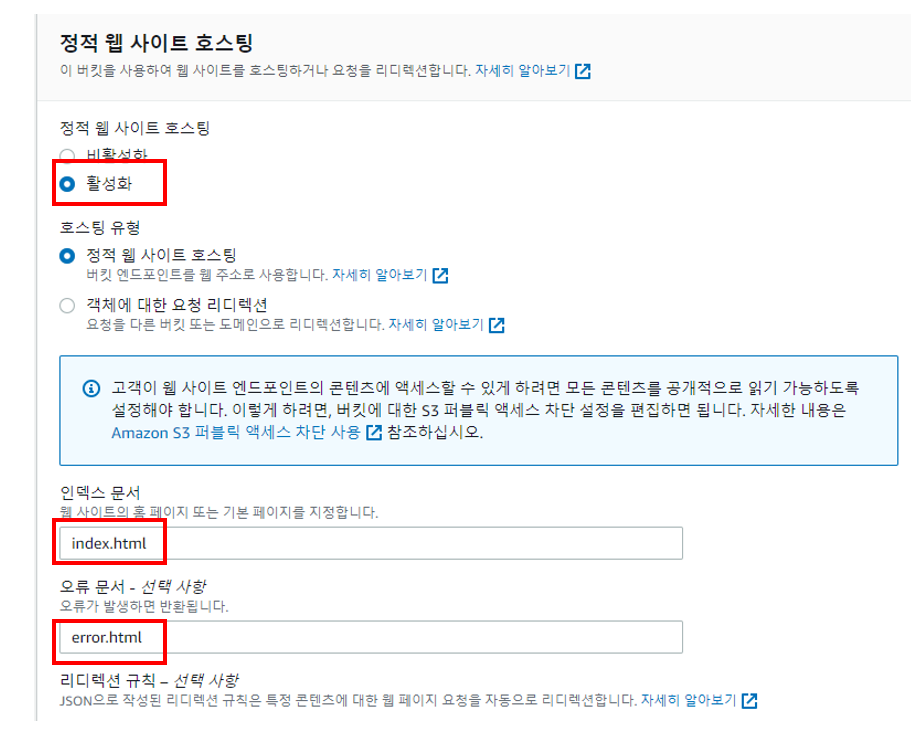 정적 웹 사이트 호스팅
이 버킷을 사용하여 웹 사이트를 호스팅하거나 요청을 리디렉션합니다. 자세히 알아보기
정적 웹 사이트 호스팅
비활성화
활성화
호스팅 유형
정적 웹 사이트 호스팅
버킷 엔드포인트를 웹 주소로 사용합니다. 자세히 알아보기
객체에 대한 요청 리디렉션
요청을 다른 버킷 또는 도메인으로 리디렉션합니다. 자세히 알아보기
고객이 웹 사이트 엔드포인트의 콘텐츠에 액세스할 수 있게 하려면 모든 콘텐츠를 공개적으로 읽기 가능하도록
설정해야 합니다. 이렇게 하려면, 버킷에 대한 S3 퍼블릭 액세스 차단 설정을 편집하면 됩니다. 자세한 내용은
Amazon S3 퍼블릭 액세스 차단 사용 참조하십시오.
인덱스 문서
웹 사이트의 홈 페이지 또는 기본 페이지를 지정합니다.
index.html
오류 문서 - 선택 사항
오류가 발생하면 반환됩니다.
error.html
리디렉션 규칙 – 선택 사항
JSON으로 작성된 리디렉션 규칙은 특정 콘텐츠에 대한 웹 페이지 요청을 자동으로 리디렉션합니다. 자세히 알아보기